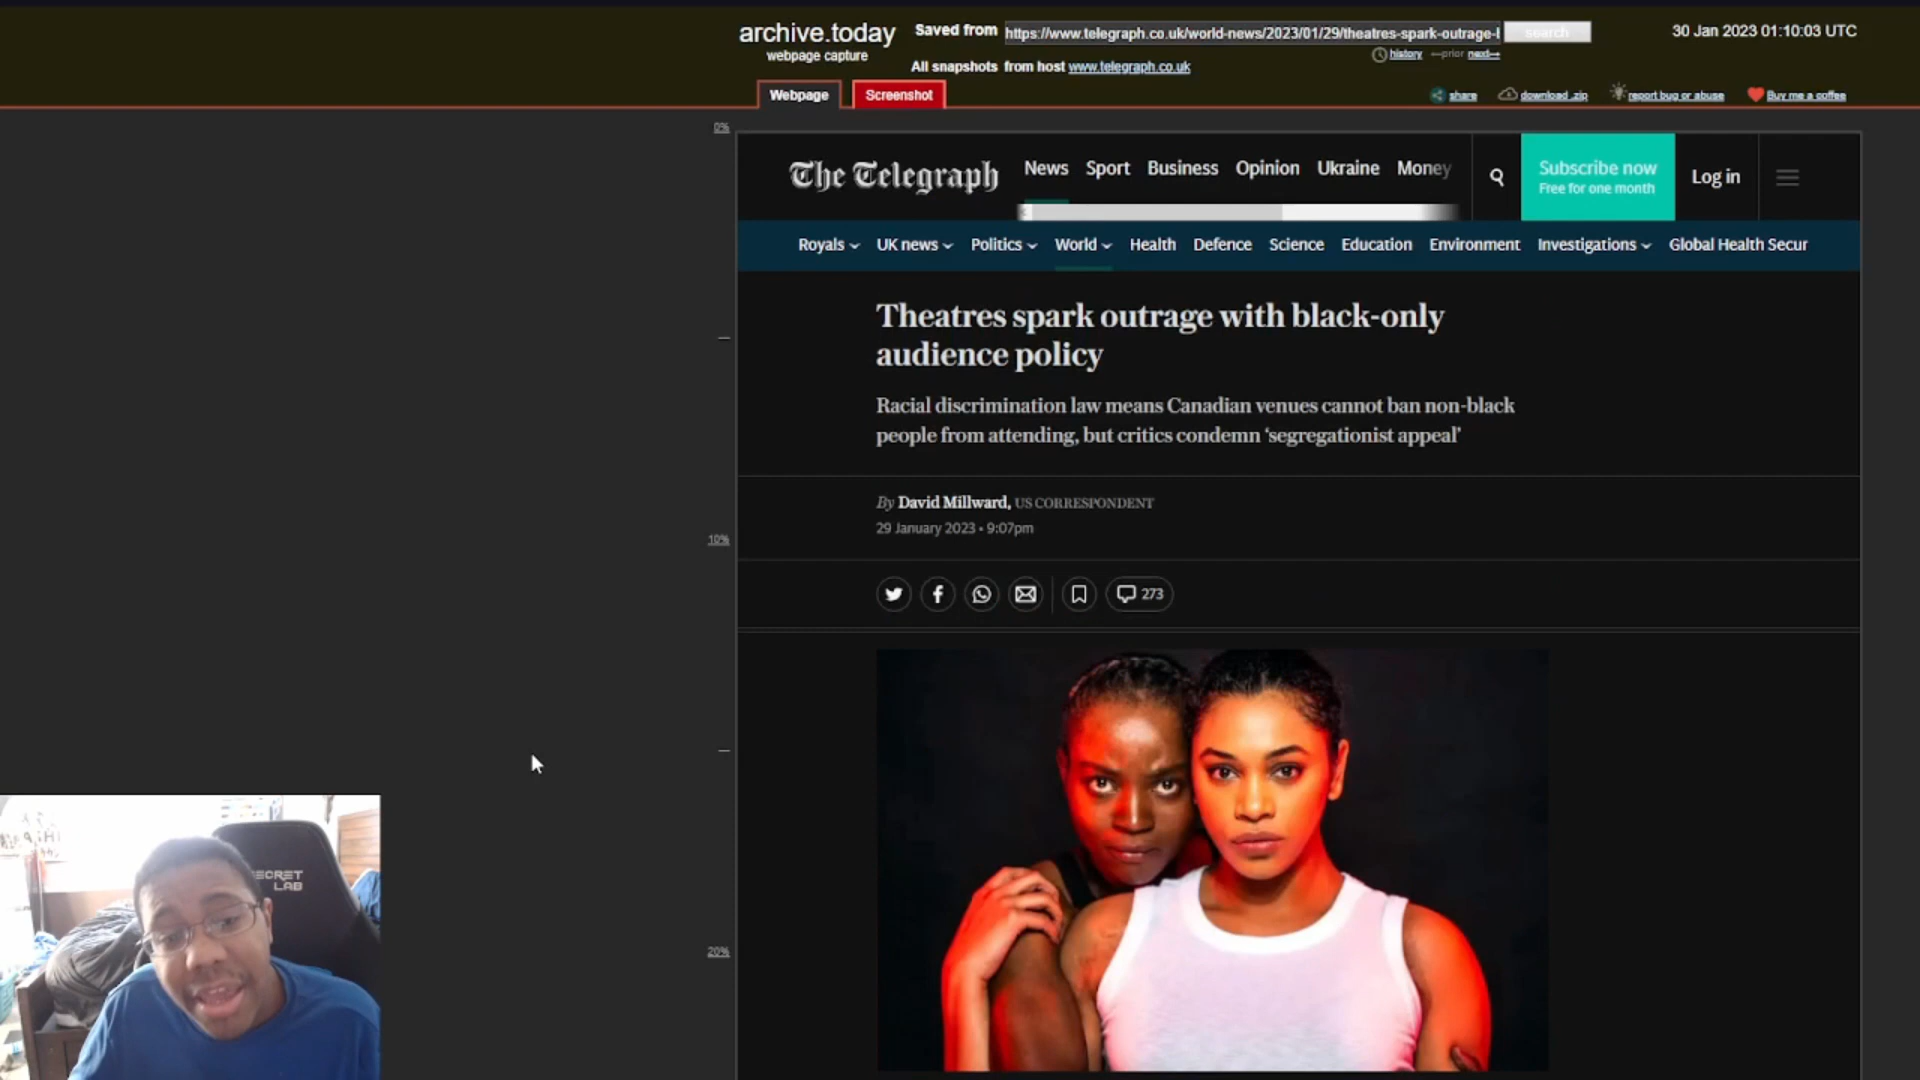 archive.today
webpage capture
Saved from https://www.telegraph.co.uk/world-news/2023/01/29/theatres-spark-outrage- search
30 Jan 2023 01:10:03 UTC
history ←prior next→
All snapshots from host www.telegraph.co.uk
Webpage Screenshot
share download .zip report bug or abuse Buy me a coffee
0%
The Telegraph News Sport Business Opinion Ukraine Money
Subscribe now
Free for one month
Log in
Royals UK news Politics World Health Defence Science Education Environment Investigations Global Health Secur
Theatres spark outrage with black-only
audience policy
Racial discrimination law means Canadian venues cannot ban non-black
people from attending, but critics condemn ‘segregationist appeal’
By David Millward, US CORRESPONDENT
29 January 2023 • 9:07pm
10%
273
20%
SECRET
LAB